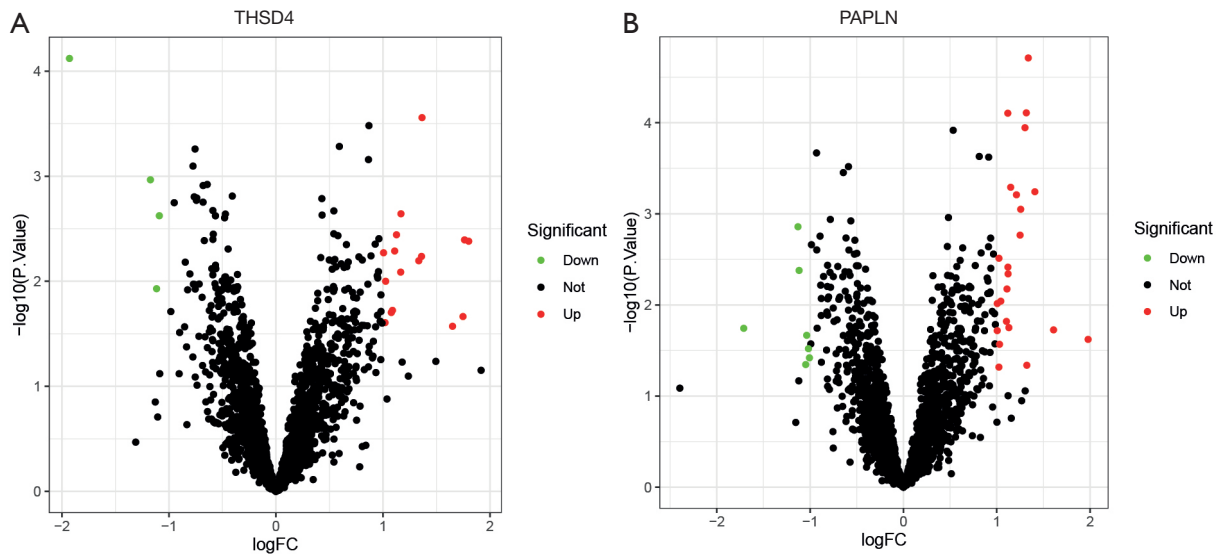 A
THSD4
4
3
2
1
0
−log10(P.Value)
−2
−1
0
1
2
logFC
Significant
Down
Not
Up
B
PAPLN
4
3
2
1
0
−log10(P.Value)
−2
−1
0
1
2
logFC
Significant
Down
Not
Up